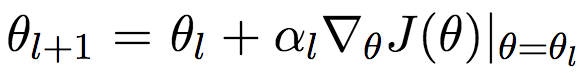 θ_{l+1} = θ_l + α_l ∇_θ J(θ)|_{θ=θ_l}